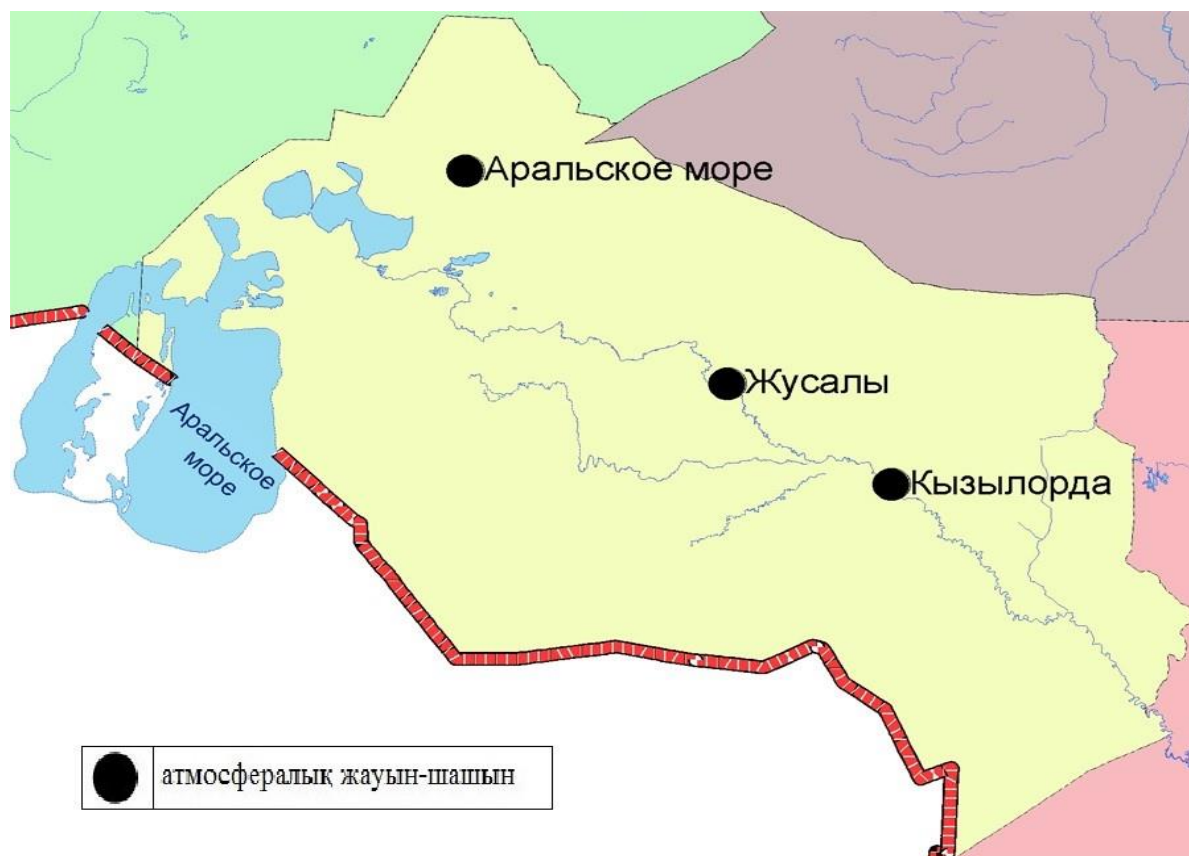 Аральское море
Жусалы
Аральское
море
Кызылорда
атмосфералық жауын-шашын